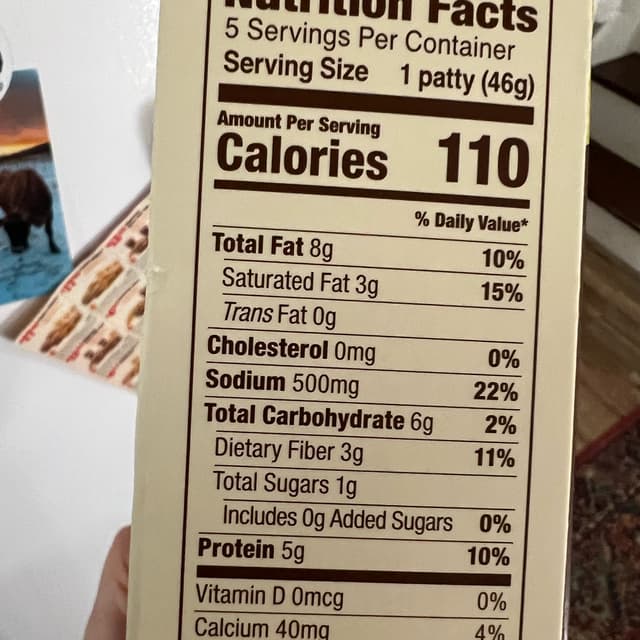 Nutrition Facts
5 Servings Per Container
Serving Size 1 patty (46g)
Amount Per Serving
Calories 110
% Daily Value*
Total Fat 8g 10%
Saturated Fat 3g 15%
Trans Fat 0g
Cholesterol 0mg 0%
Sodium 500mg 22%
Total Carbohydrate 6g 2%
Dietary Fiber 3g 11%
Total Sugars 1g
Includes 0g Added Sugars 0%
Protein 5g 10%
Vitamin D 0mcg 0%
Calcium 40mg 4%